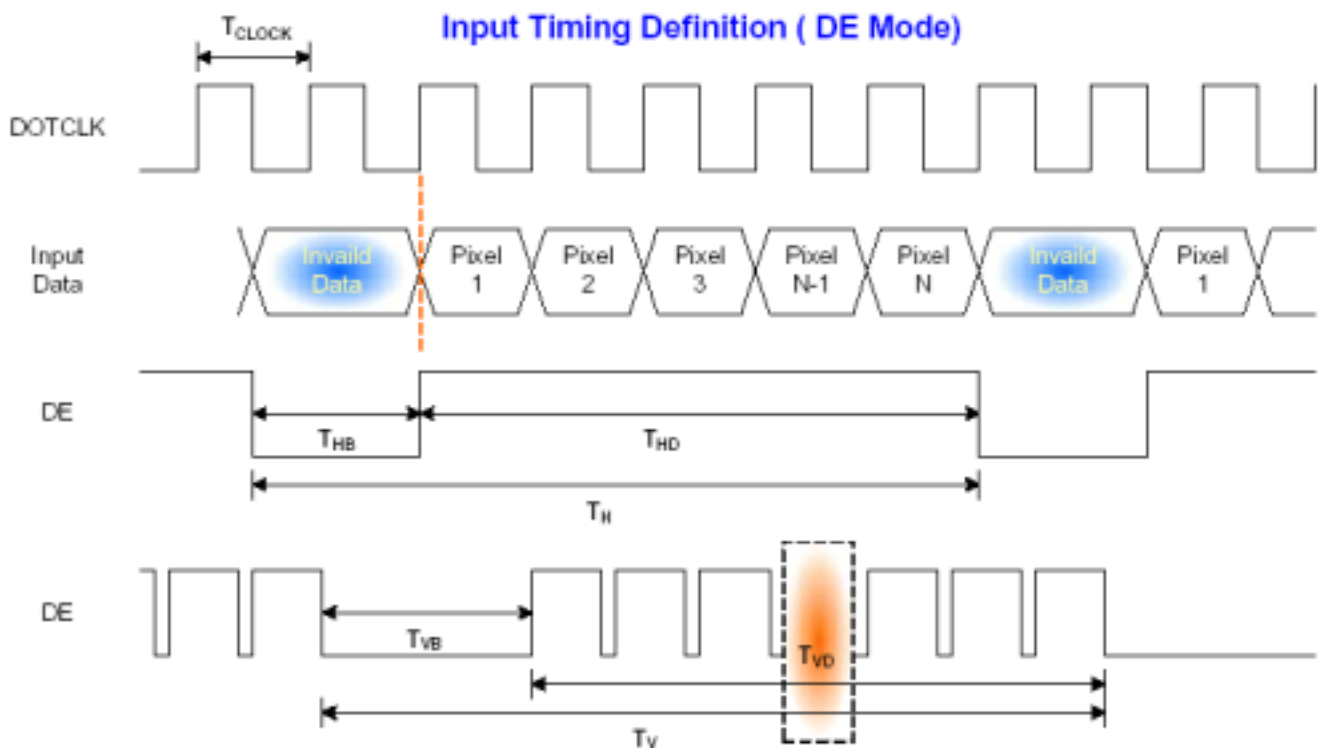 Input Timing Definition ( DE Mode)
TCLOCK
DOTCLK
Input
Data
Invaild
Data
Pixel
1
Pixel
2
Pixel
3
Pixel
N-1
Pixel
N
Invaild
Data
Pixel
1
DE
THB
THD
TH
DE
TVB
TVD
TV